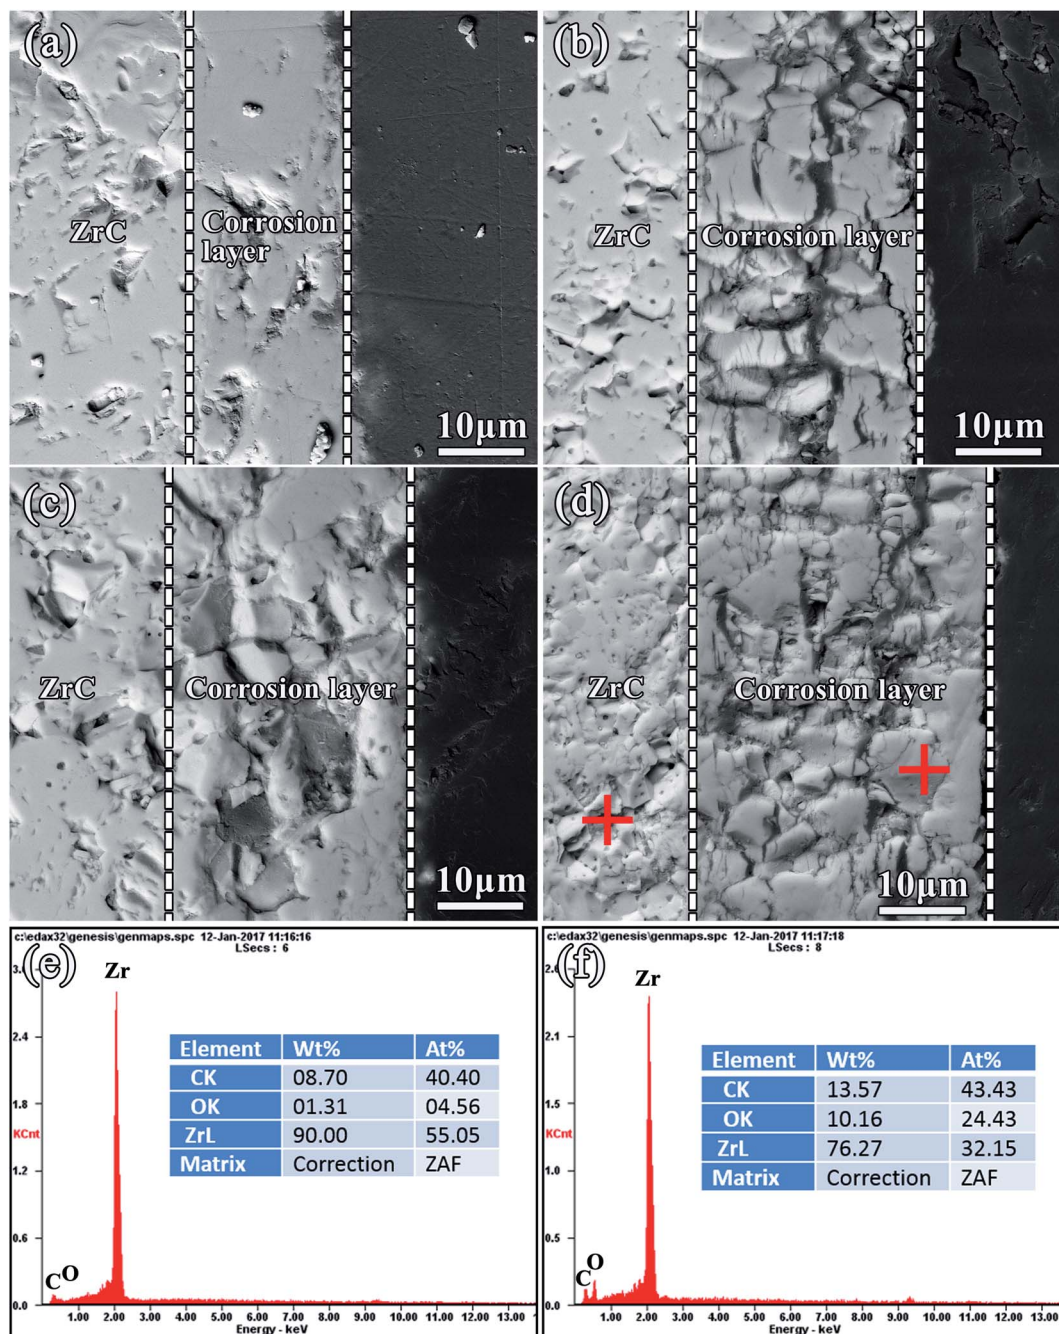 (a)
ZrC
Corrosion
layer
10μm
(b)
ZrC
Corrosion layer
10μm
(c)
ZrC
Corrosion layer
10μm
(d)
ZrC
Corrosion layer
10μm
c:\edax32\genesis\genmaps.spc 12-Jan-2017 11:16:16
LSecs : 6
(e)
Zr
2.4
1.8
KCnt
1.2
0.6
0.0
C O
Element Wt% At%
CK 08.70 40.40
OK 01.31 04.56
ZrL 90.00 55.05
Matrix Correction ZAF
1.00 2.00 3.00 4.00 5.00 6.00 7.00 8.00 9.00 10.00 11.00 12.00 13.00
Energy - keV
c:\edax32\genesis\genmaps.spc 12-Jan-2017 11:17:18
LSecs : 8
(f)
Zr
2.1
1.5
KCnt
1.0
0.5
0.0
C O
Element Wt% At%
CK 13.57 43.43
OK 10.16 24.43
ZrL 76.27 32.15
Matrix Correction ZAF
1.00 2.00 3.00 4.00 5.00 6.00 7.00 8.00 9.00 10.00 11.00 12.00 13.00
Energy - keV